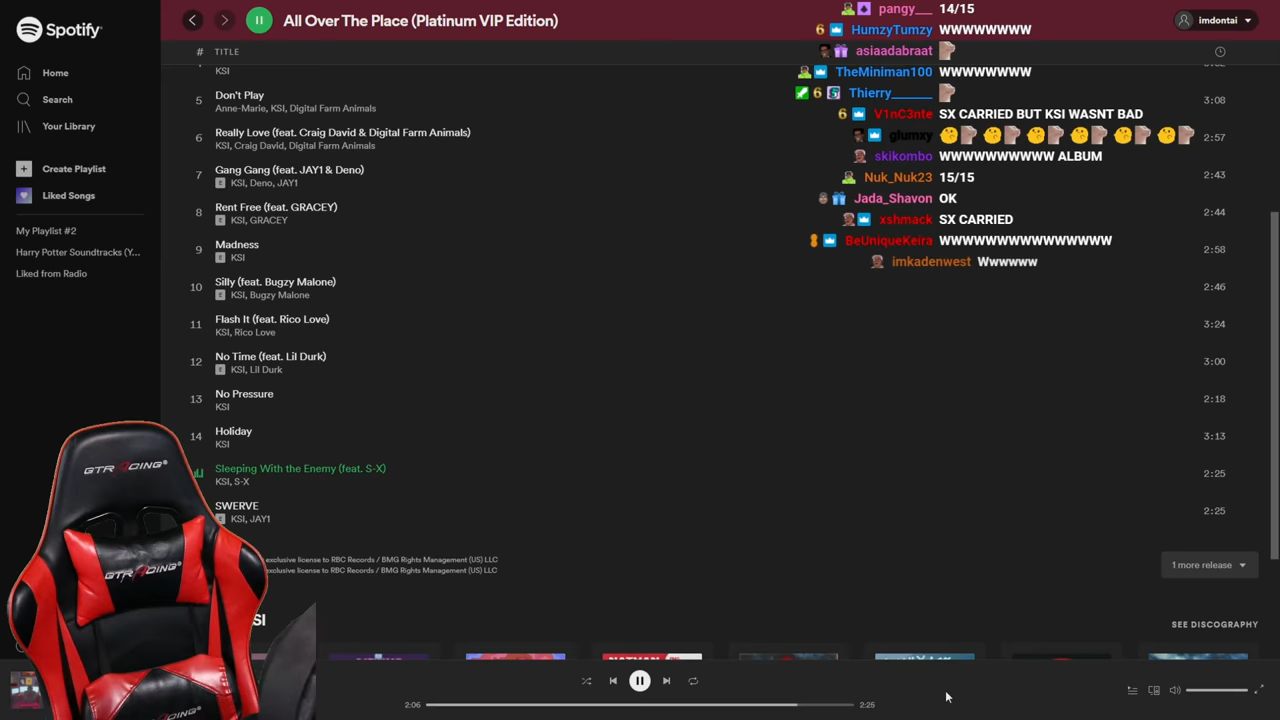 Spotify
All Over The Place (Platinum VIP Edition)
imdontai
Home
Search
Your Library
Create Playlist
Liked Songs
My Playlist #2
Harry Potter Soundtracks (Y...
Liked from Radio
# TITLE
KSI
5 Don't Play 3:08
Anne-Marie, KSI, Digital Farm Animals
6 Really Love (feat. Craig David & Digital Farm Animals) 2:57
KSI, Craig David, Digital Farm Animals
7 Gang Gang (feat. JAY1 & Deno) 2:43
E KSI, Deno, JAY1
8 Rent Free (feat. GRACEY) 2:44
E KSI, GRACEY
9 Madness 2:58
E KSI
10 Silly (feat. Bugzy Malone) 2:46
E KSI, Bugzy Malone
11 Flash It (feat. Rico Love) 3:24
KSI, Rico Love
12 No Time (feat. Lil Durk) 3:00
E KSI, Lil Durk
13 No Pressure 2:18
KSI
14 Holiday 3:13
KSI
Sleeping With the Enemy (feat. S-X) 2:25
KSI, S-X
SWERVE 2:25
E KSI, JAY1
exclusive license to RBC Records / BMG Rights Management (US) LLC
exclusive license to RBC Records / BMG Rights Management (US) LLC
1 more release
SEE DISCOGRAPHY
2:06 2:25
pangy___ 14/15
HumzyTumzy WWWWWWWW
asiaadabraat
TheMiniman100 WWWWWWWW
Thierry______
V1nC3nte SX CARRIED BUT KSI WASNT BAD
glumxy
skikombo WWWWWWWWWW ALBUM
Nuk_Nuk23 15/15
Jada_Shavon OK
xshmack SX CARRIED
BeUniqueKeira WWWWWWWWWWWWWWW
imkadenwest Wwwwww
GTRACING
GTRACING